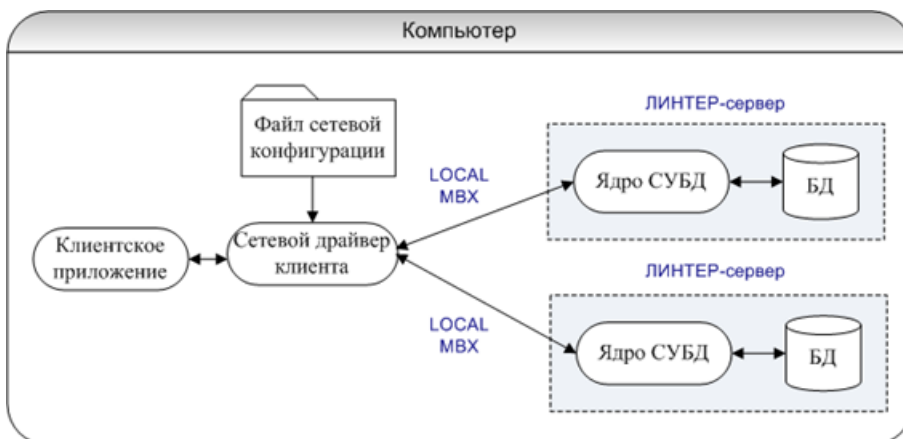 Компьютер
Файл сетевой
конфигурации
Клиентское
приложение
Сетевой драйвер
клиента
LOCAL
MBX
ЛИНТЕР-сервер
Ядро СУБД
БД
LOCAL
MBX
ЛИНТЕР-сервер
Ядро СУБД
БД